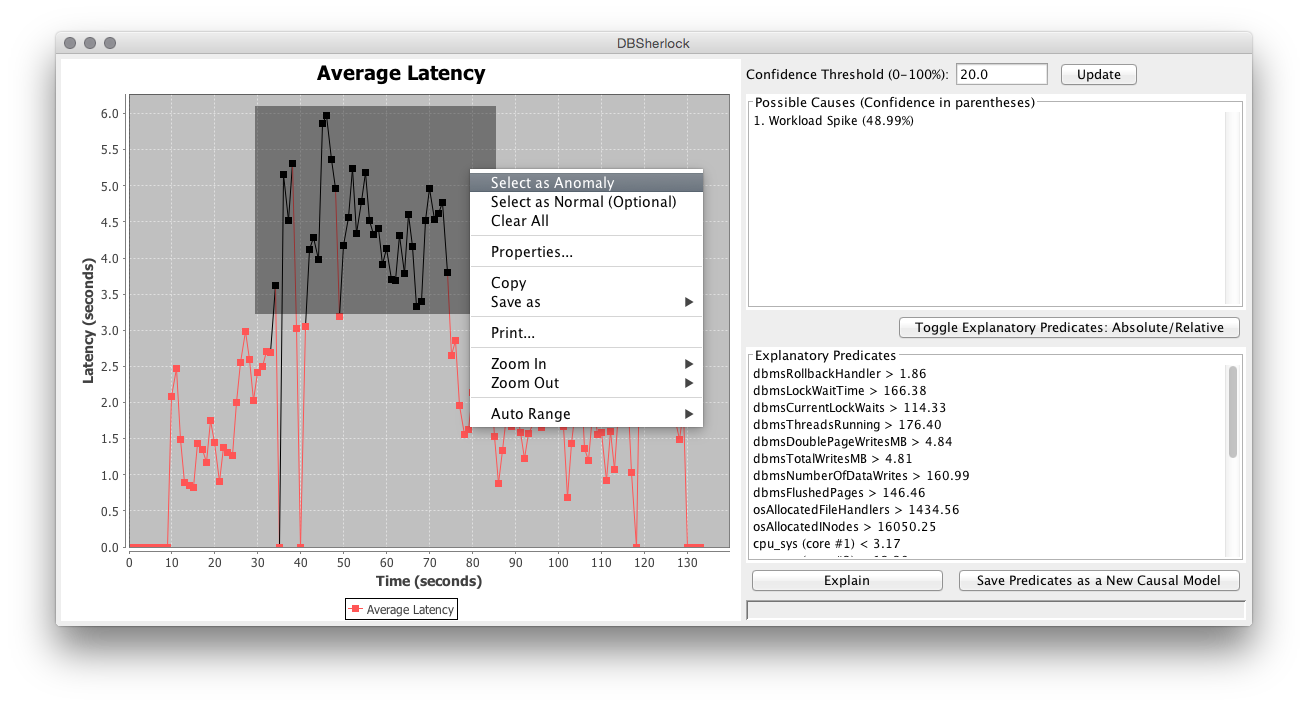 DBSherlock
Average Latency
6.0
5.5
5.0
4.5
4.0
3.5
3.0
2.5
2.0
1.5
1.0
0.5
0.0
Latency (seconds)
0 10 20 30 40 50 60 70 80 90 100 110 120 130
Time (seconds)
Average Latency
Select as Anomaly
Select as Normal (Optional)
Clear All
Properties...
Copy
Save as
Print...
Zoom In
Zoom Out
Auto Range
Confidence Threshold (0-100%): 20.0 Update
Possible Causes (Confidence in parentheses)
1. Workload Spike (48.99%)
Toggle Explanatory Predicates: Absolute/Relative
Explanatory Predicates
dbmsRollbackHandler > 1.86
dbmsLockWaitTime > 166.38
dbmsCurrentLockWaits > 114.33
dbmsThreadsRunning > 176.40
dbmsDoublePageWritesMB > 4.84
dbmsTotalWritesMB > 4.81
dbmsNumberOfDataWrites > 160.99
dbmsFlushedPages > 146.46
osAllocatedFileHandlers > 1434.56
osAllocatedINodes > 16050.25
cpu_sys (core #1) < 3.17
Explain
Save Predicates as a New Causal Model